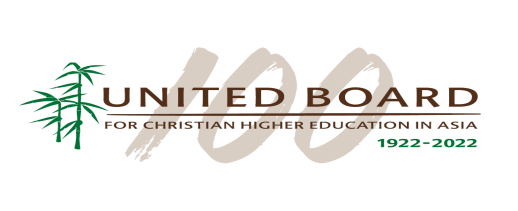 100
UNITED BOARD
FOR CHRISTIAN HIGHER EDUCATION IN ASIA
1922-2022